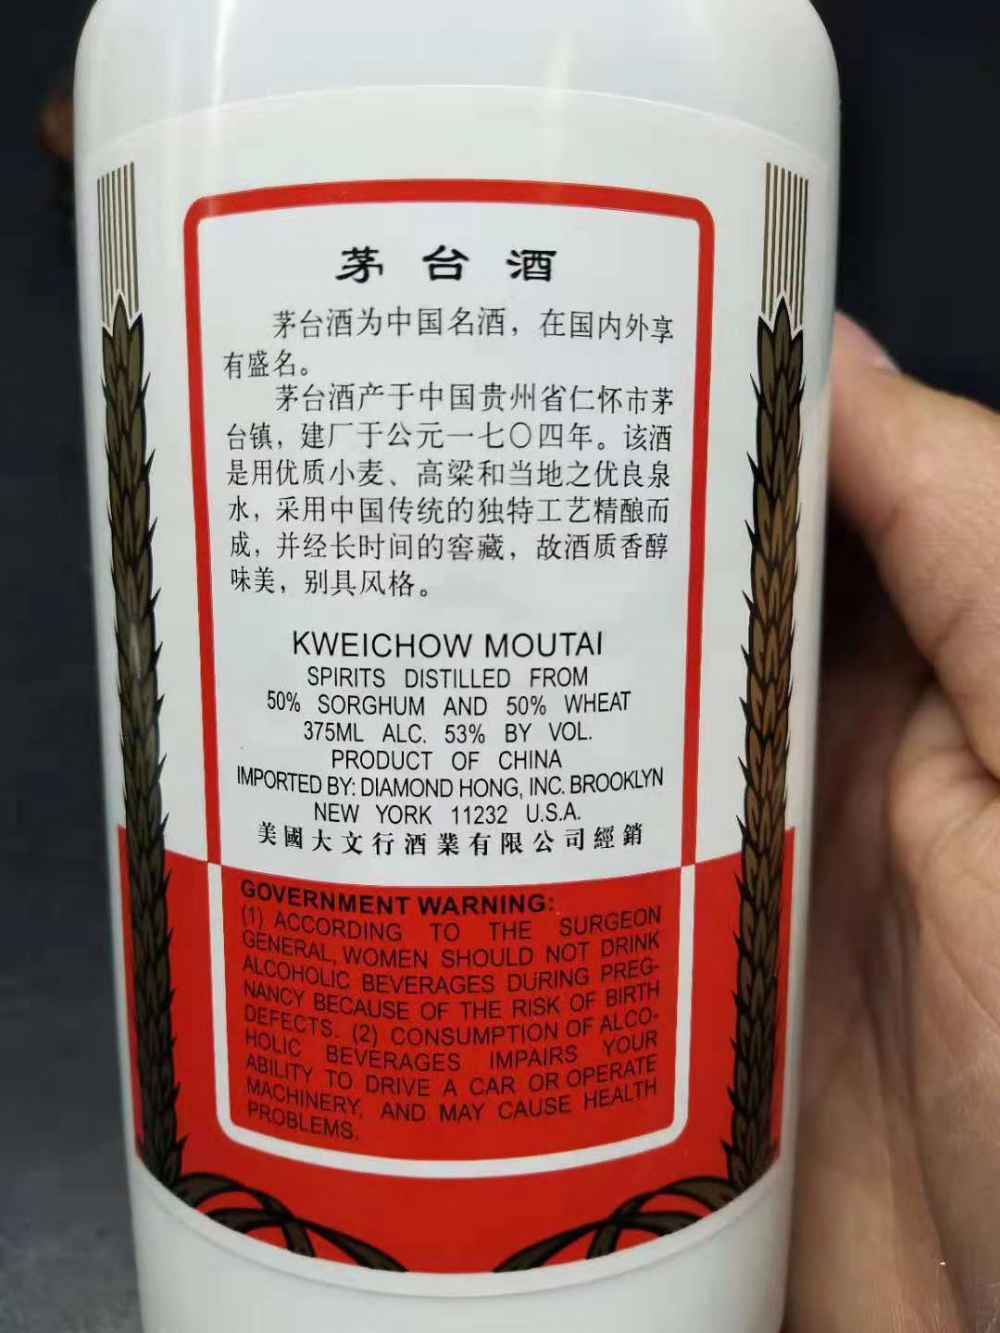 茅台酒
茅台酒为中国名酒，在国内外享
有盛名。
茅台酒产于中国贵州省仁怀市茅
台镇，建厂于公元一七〇四年。该酒
是用优质小麦、高粱和当地之优良泉
水，采用中国传统的独特工艺精酿而
成，并经长时间的窖藏，故酒质香醇
味美，别具风格。
KWEICHOW MOUTAI
SPIRITS DISTILLED FROM
50% SORGHUM AND 50% WHEAT
375ML ALC. 53% BY VOL.
PRODUCT OF CHINA
IMPORTED BY: DIAMOND HONG, INC. BROOKLYN
NEW YORK 11232 U.S.A.
美國大文行酒業有限公司經銷
GOVERNMENT WARNING:
(1) ACCORDING TO THE SURGEON
GENERAL, WOMEN SHOULD NOT DRINK
ALCOHOLIC BEVERAGES DURING PREG-
NANCY BECAUSE OF THE RISK OF BIRTH
DEFECTS. (2) CONSUMPTION OF ALCO-
HOLIC BEVERAGES IMPAIRS YOUR
ABILITY TO DRIVE A CAR OR OPERATE
MACHINERY, AND MAY CAUSE HEALTH
PROBLEMS.